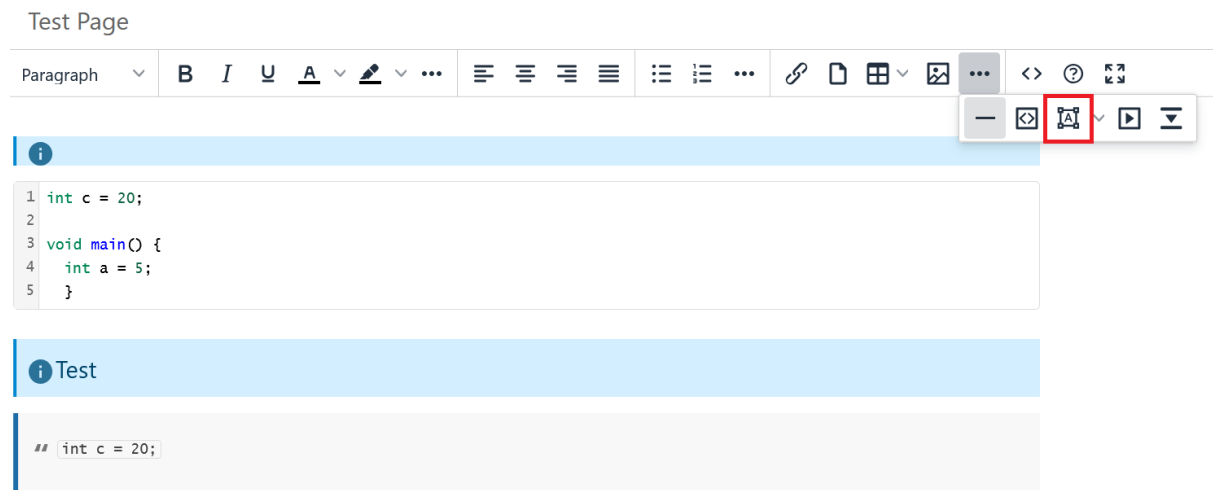 Test Page
Paragraph B I U A
A
1 int c = 20;
2
3 void main() {
4 int a = 5;
5 }
Test
int c = 20;